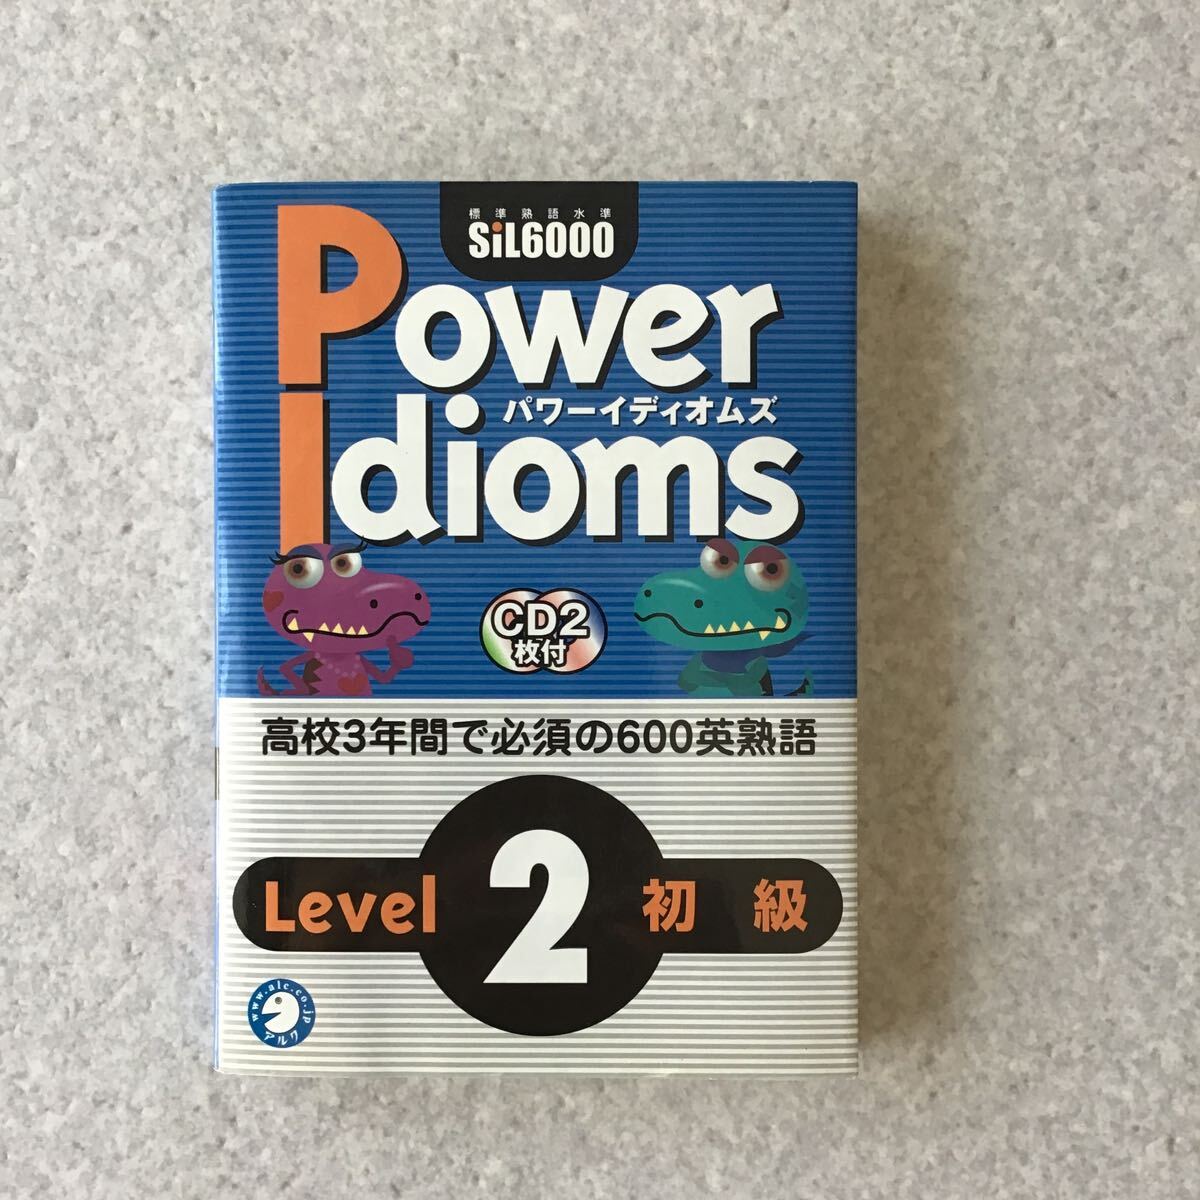 標準熟語水準
SiL6000
Power
パワーイディオムズ
Idioms
CD2
枚付
高校3年間で必須の600英熟語
Level 2 初級
www.alc.co.jp
アルク